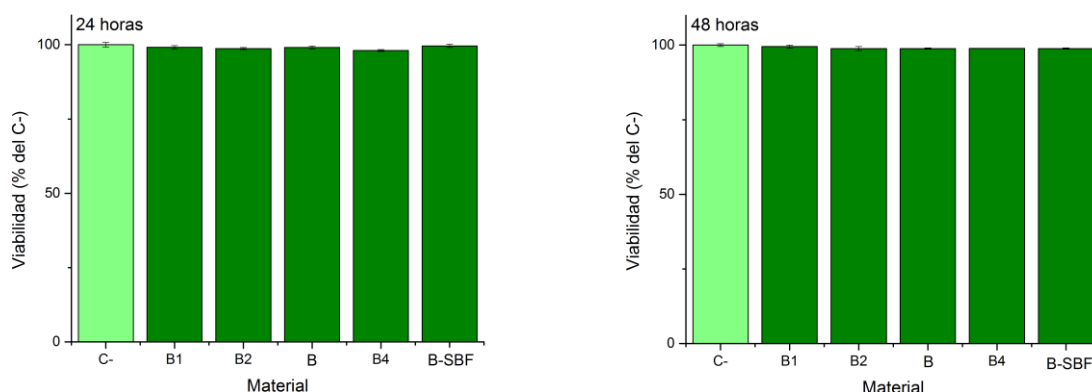 24 horas
Viabilidad (% del C-)
100
50
0
C- B1 B2 B B4 B-SBF
Material
48 horas
Viabilidad (% del C-)
100
50
0
C- B1 B2 B B4 B-SBF
Material